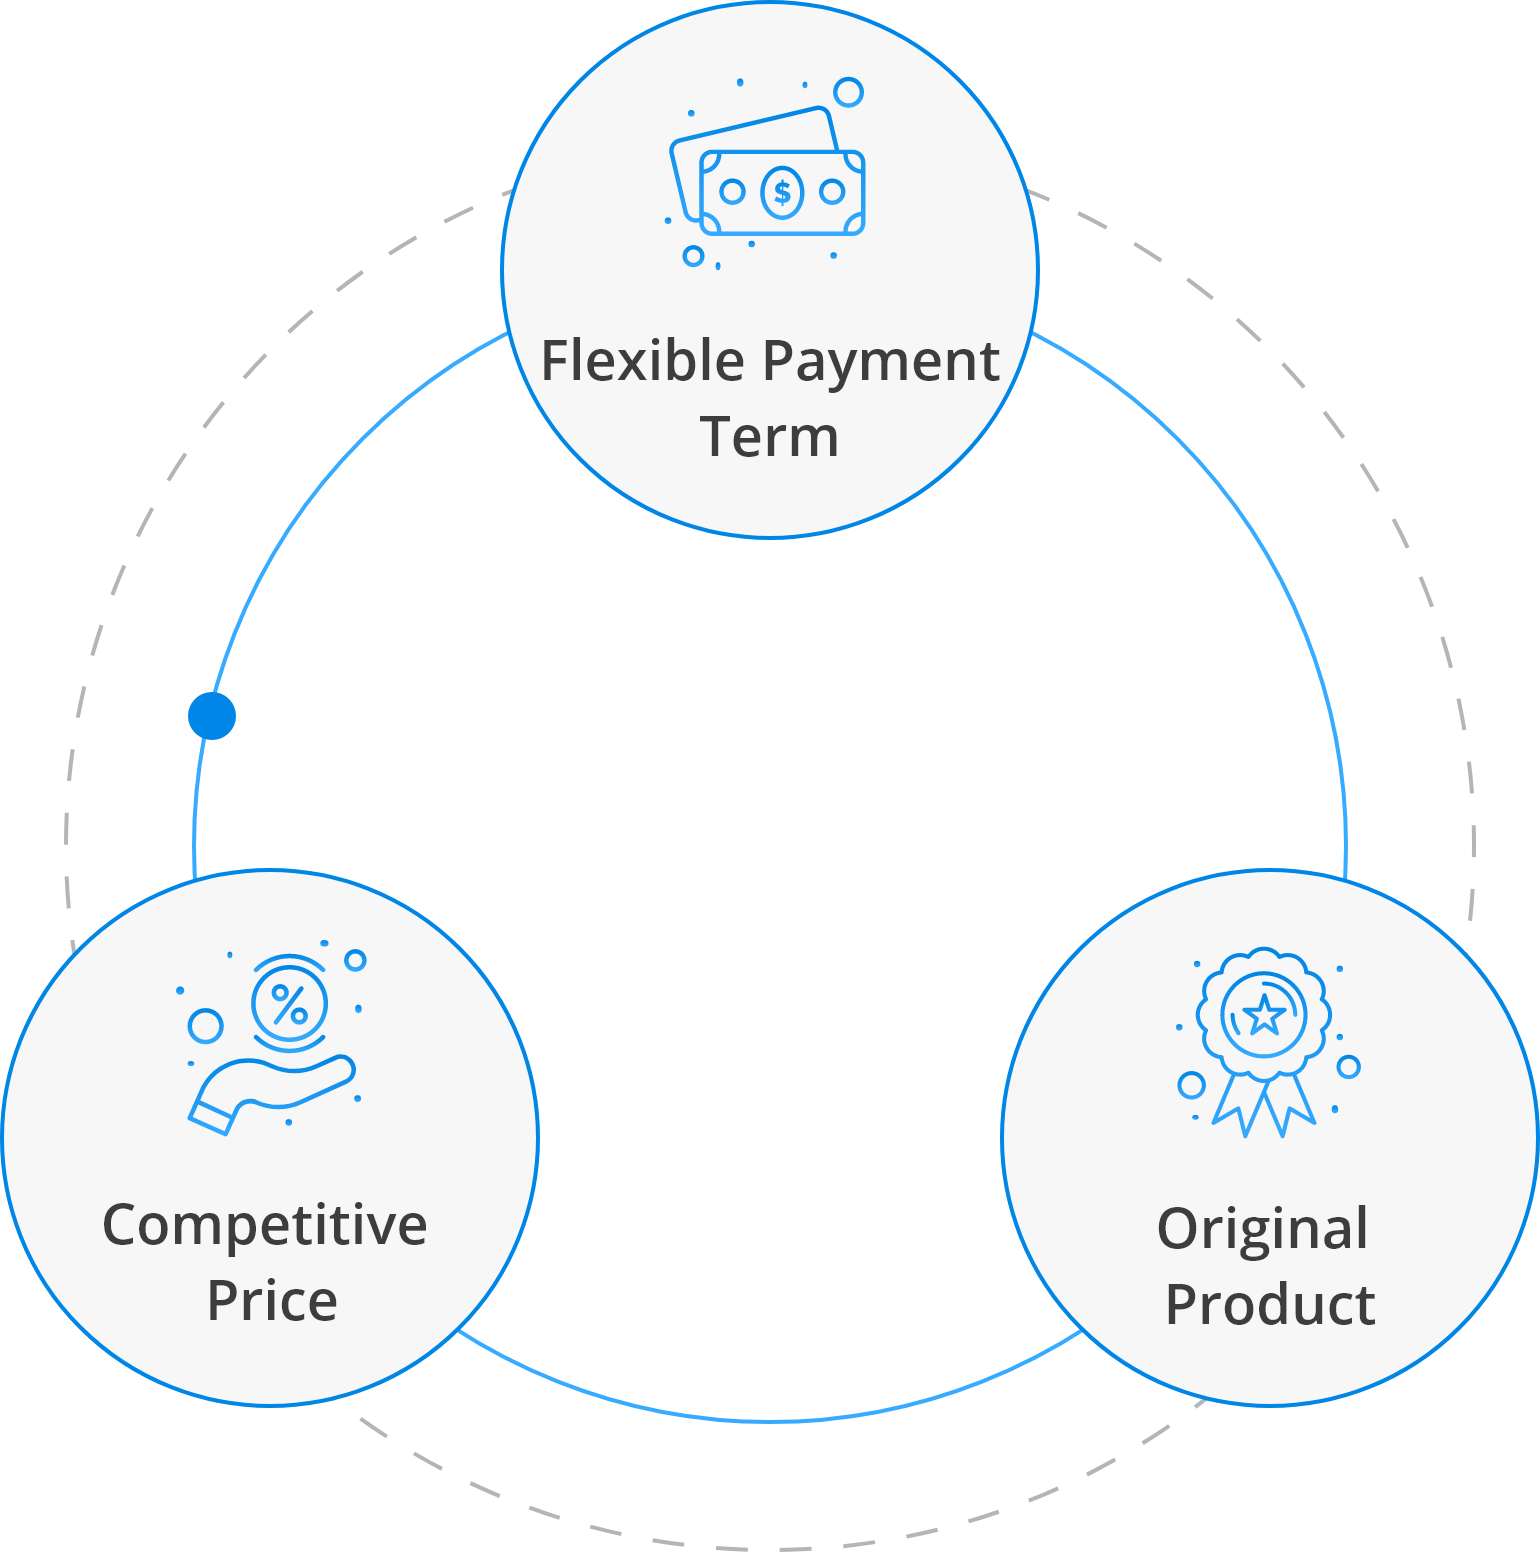 $
Flexible Payment
Term
%
Competitive
Price
Original
Product